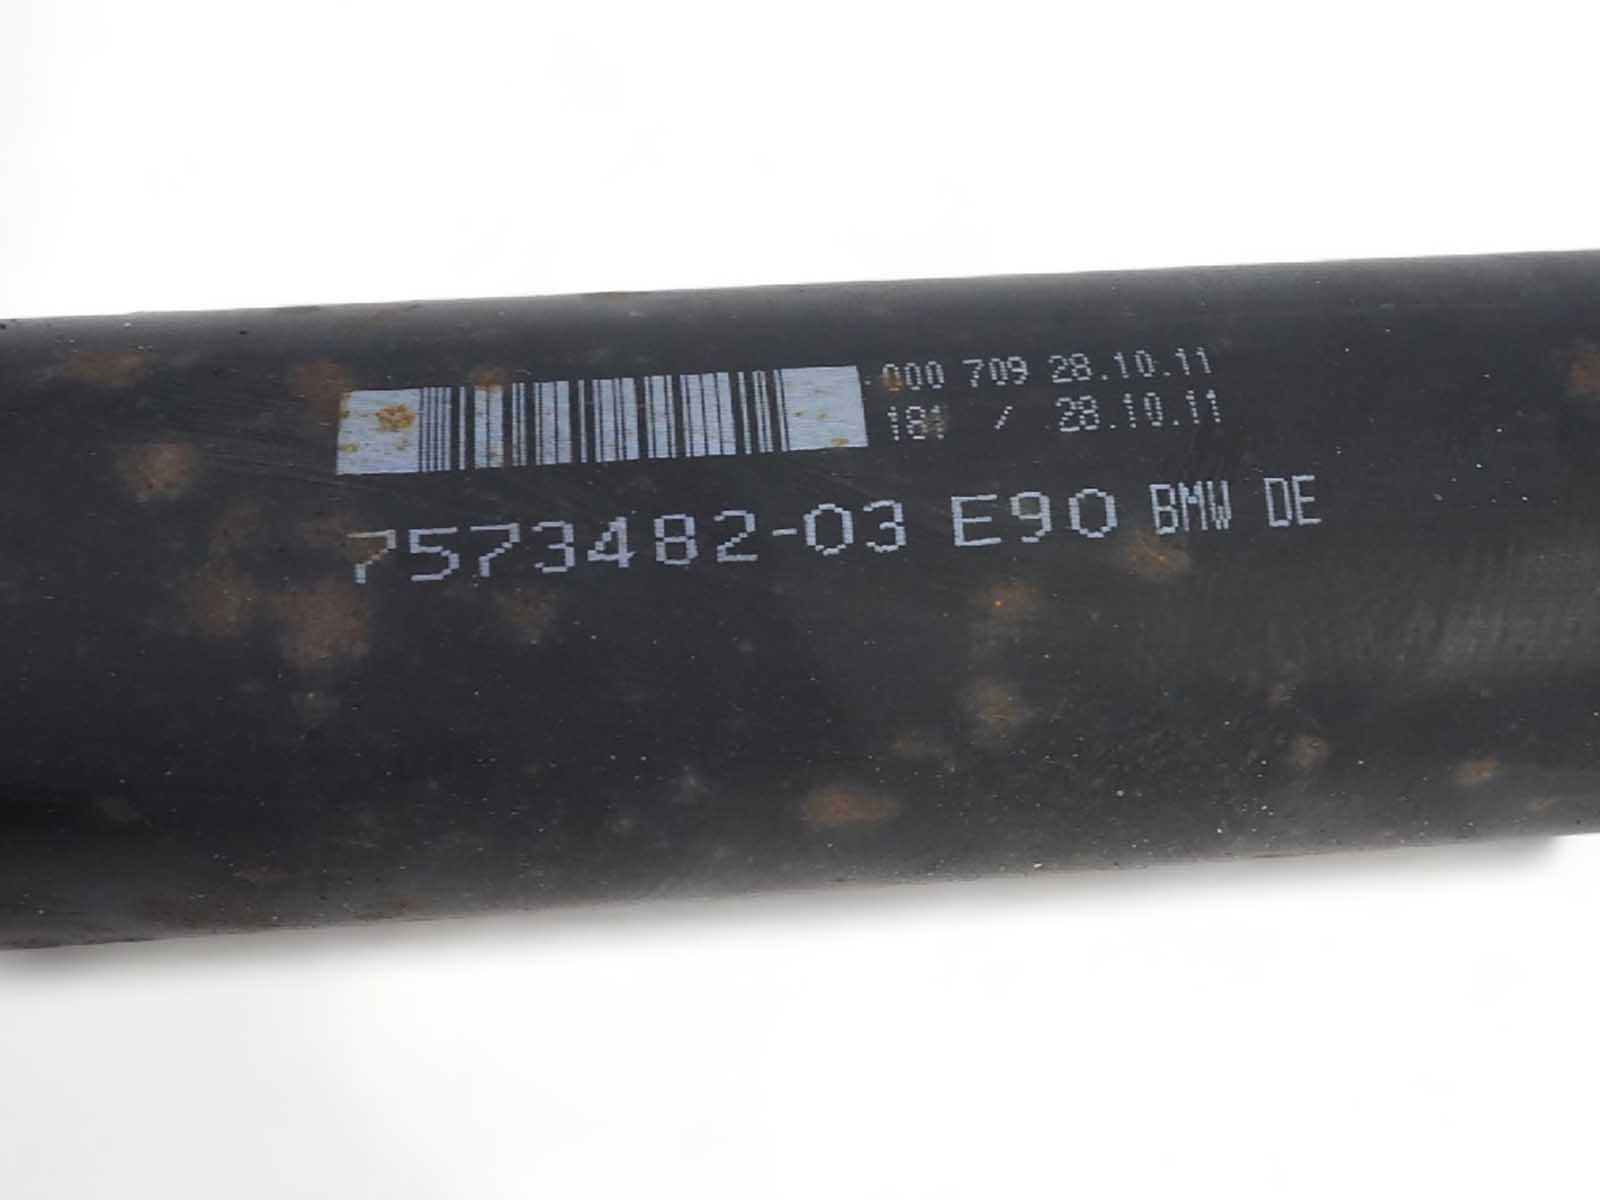 000 709 28.10.11
181 / 28.10.11
7573482-03 E90 BMW DE